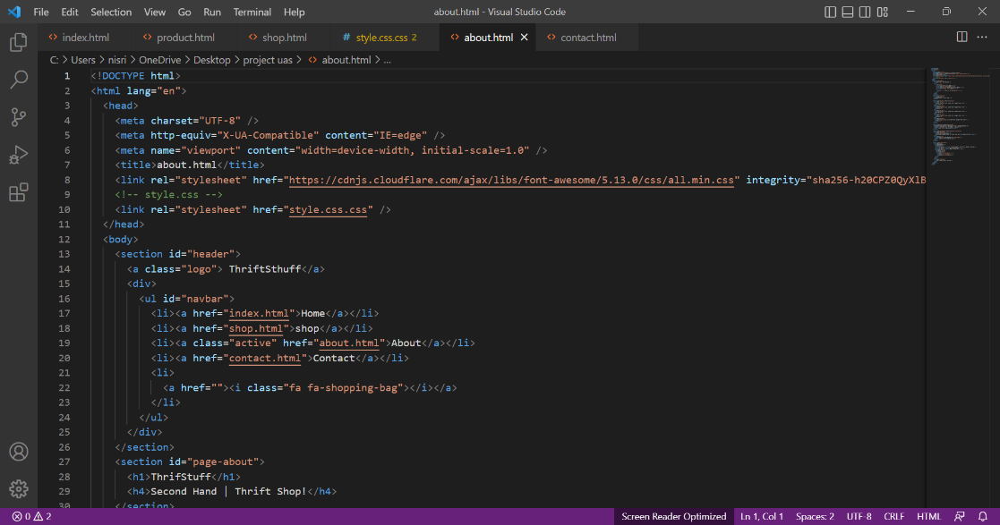 File Edit Selection View Go Run Terminal Help about.html - Visual Studio Code
index.html product.html shop.html # style.css.css 2 about.html contact.html
C: > Users > nisri > OneDrive > Desktop > project uas > about.html > ...
1 <!DOCTYPE html>
2 <html lang="en">
3 <head>
4 <meta charset="UTF-8" />
5 <meta http-equiv="X-UA-Compatible" content="IE=edge" />
6 <meta name="viewport" content="width=device-width, initial-scale=1.0" />
7 <title>about.html</title>
8 <link rel="stylesheet" href="https://cdnjs.cloudflare.com/ajax/libs/font-awesome/5.13.0/css/all.min.css" integrity="sha256-h20CPZ0QyXlB
9 <!-- style.css -->
10 <link rel="stylesheet" href="style.css.css" />
11 </head>
12 <body>
13 <section id="header">
14 <a class="logo"> ThriftSthuff</a>
15 <div>
16 <ul id="navbar">
17 <li><a href="index.html">Home</a></li>
18 <li><a href="shop.html">shop</a></li>
19 <li><a class="active" href="about.html">About</a></li>
20 <li><a href="contact.html">Contact</a></li>
21 <li>
22 <a href=""><i class="fa fa-shopping-bag"></i></a>
23 </li>
24 </ul>
25 </div>
26 </section>
27 <section id="page-about">
28 <h1>ThrifStuff</h1>
29 <h4>Second Hand | Thrift Shop!</h4>
30 </section>
0 2 Screen Reader Optimized Ln 1, Col 1 Spaces: 2 UTF-8 CRLF HTML